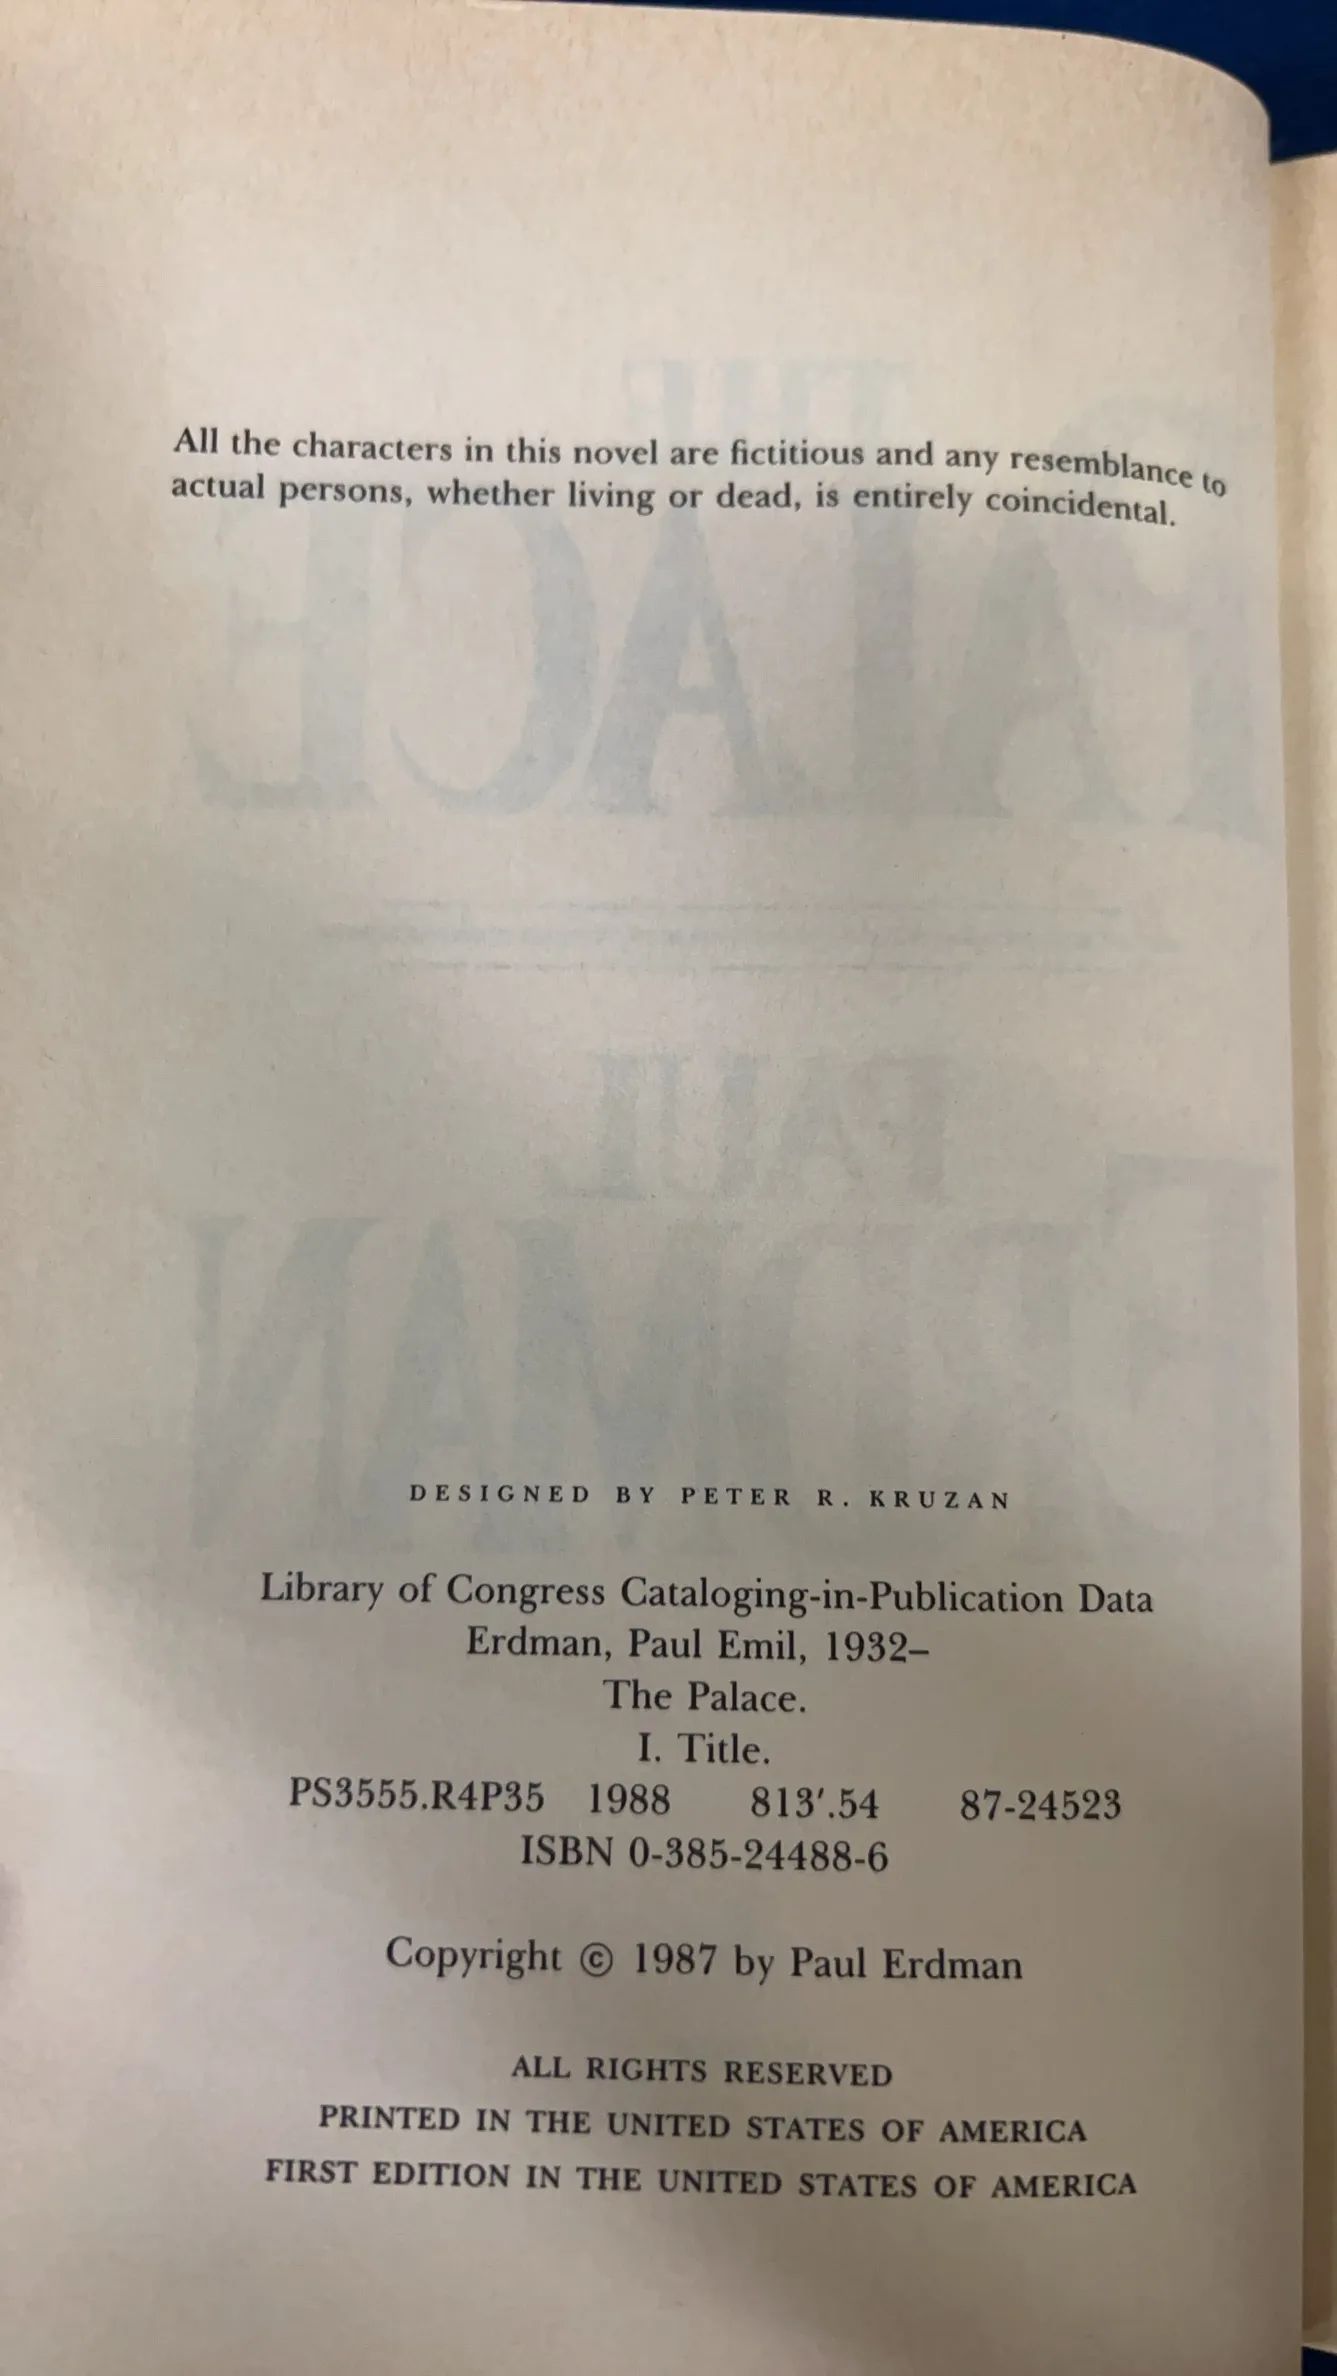 All the characters in this novel are fictitious and any resemblance to
actual persons, whether living or dead, is entirely coincidental.
DESIGNED BY PETER R. KRUZAN
Library of Congress Cataloging-in-Publication Data
Erdman, Paul Emil, 1932–
The Palace.
I. Title.
PS3555.R4P35 1988 813′.54 87-24523
ISBN 0-385-24488-6
Copyright © 1987 by Paul Erdman
ALL RIGHTS RESERVED
PRINTED IN THE UNITED STATES OF AMERICA
FIRST EDITION IN THE UNITED STATES OF AMERICA